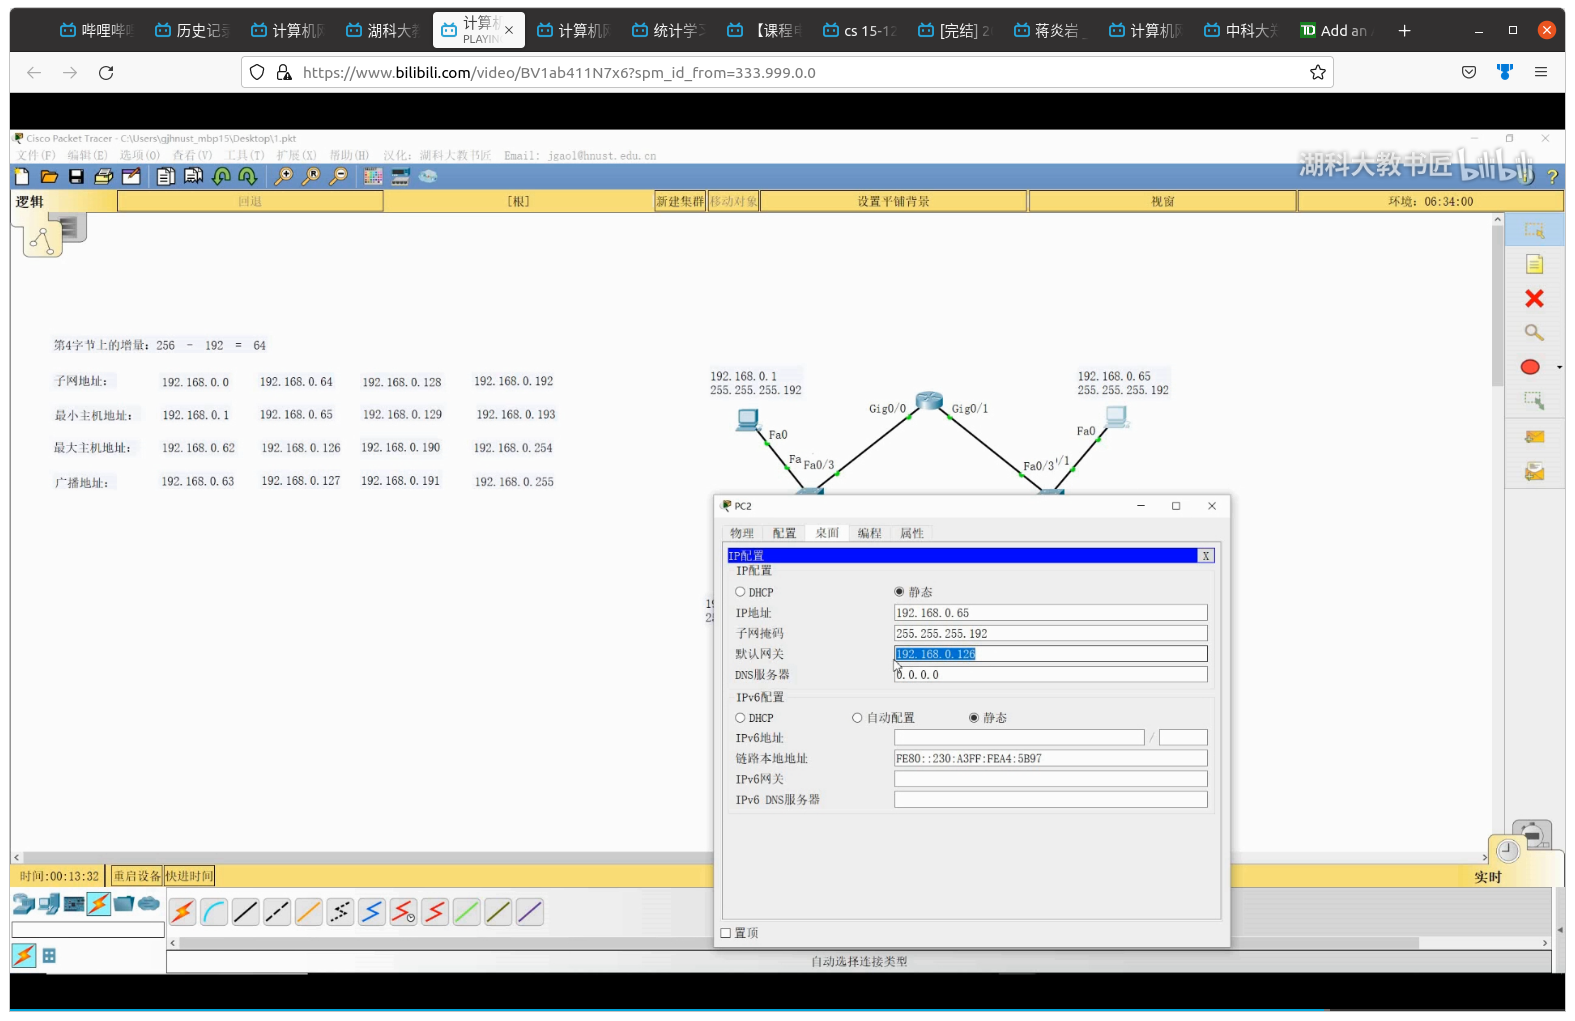 哔哩哔哩
历史记录
计算机网
湖科大教
计算机
PLAYING
计算机网
统计学习
【课程
cs 15-12
[完结] 2
蒋炎岩
计算机网
中科大郑
Add an
https://www.bilibili.com/video/BV1ab411N7x6?spm_id_from=333.999.0.0
Cisco Packet Tracer - C:\Users\gjhnust_mbp15\Desktop\1.pkt
文件(F) 编辑(E) 选项(O) 查看(V) 工具(T) 扩展(X) 帮助(H) 汉化: 湖科大教书匠 Email: jgaol@hnust.edu.cn
湖科大教书匠 bilibili
逻辑 回退 [根] 新建集群 移动对象 设置平铺背景 视窗 环境: 06:34:00
第4字节上的增量: 256 - 192 = 64
子网地址: 192.168.0.0 192.168.0.64 192.168.0.128 192.168.0.192
最小主机地址: 192.168.0.1 192.168.0.65 192.168.0.129 192.168.0.193
最大主机地址: 192.168.0.62 192.168.0.126 192.168.0.190 192.168.0.254
广播地址: 192.168.0.63 192.168.0.127 192.168.0.191 192.168.0.255
192.168.0.1
255.255.255.192
192.168.0.65
255.255.255.192
Gig0/0
Gig0/1
Fa0
Fa0
Fa
Fa0/3
Fa0/3
/1
PC2
物理 配置 桌面 编程 属性
IP配置 X
IP配置
DHCP 静态
IP地址 192.168.0.65
子网掩码 255.255.255.192
默认网关 192.168.0.126
DNS服务器 0.0.0.0
IPv6配置
DHCP 自动配置 静态
IPv6地址 /
链路本地地址 FE80::230:A3FF:FEA4:5B97
IPv6网关
IPv6 DNS服务器
置顶
时间:00:13:32 重启设备 快进时间
实时
自动选择连接类型